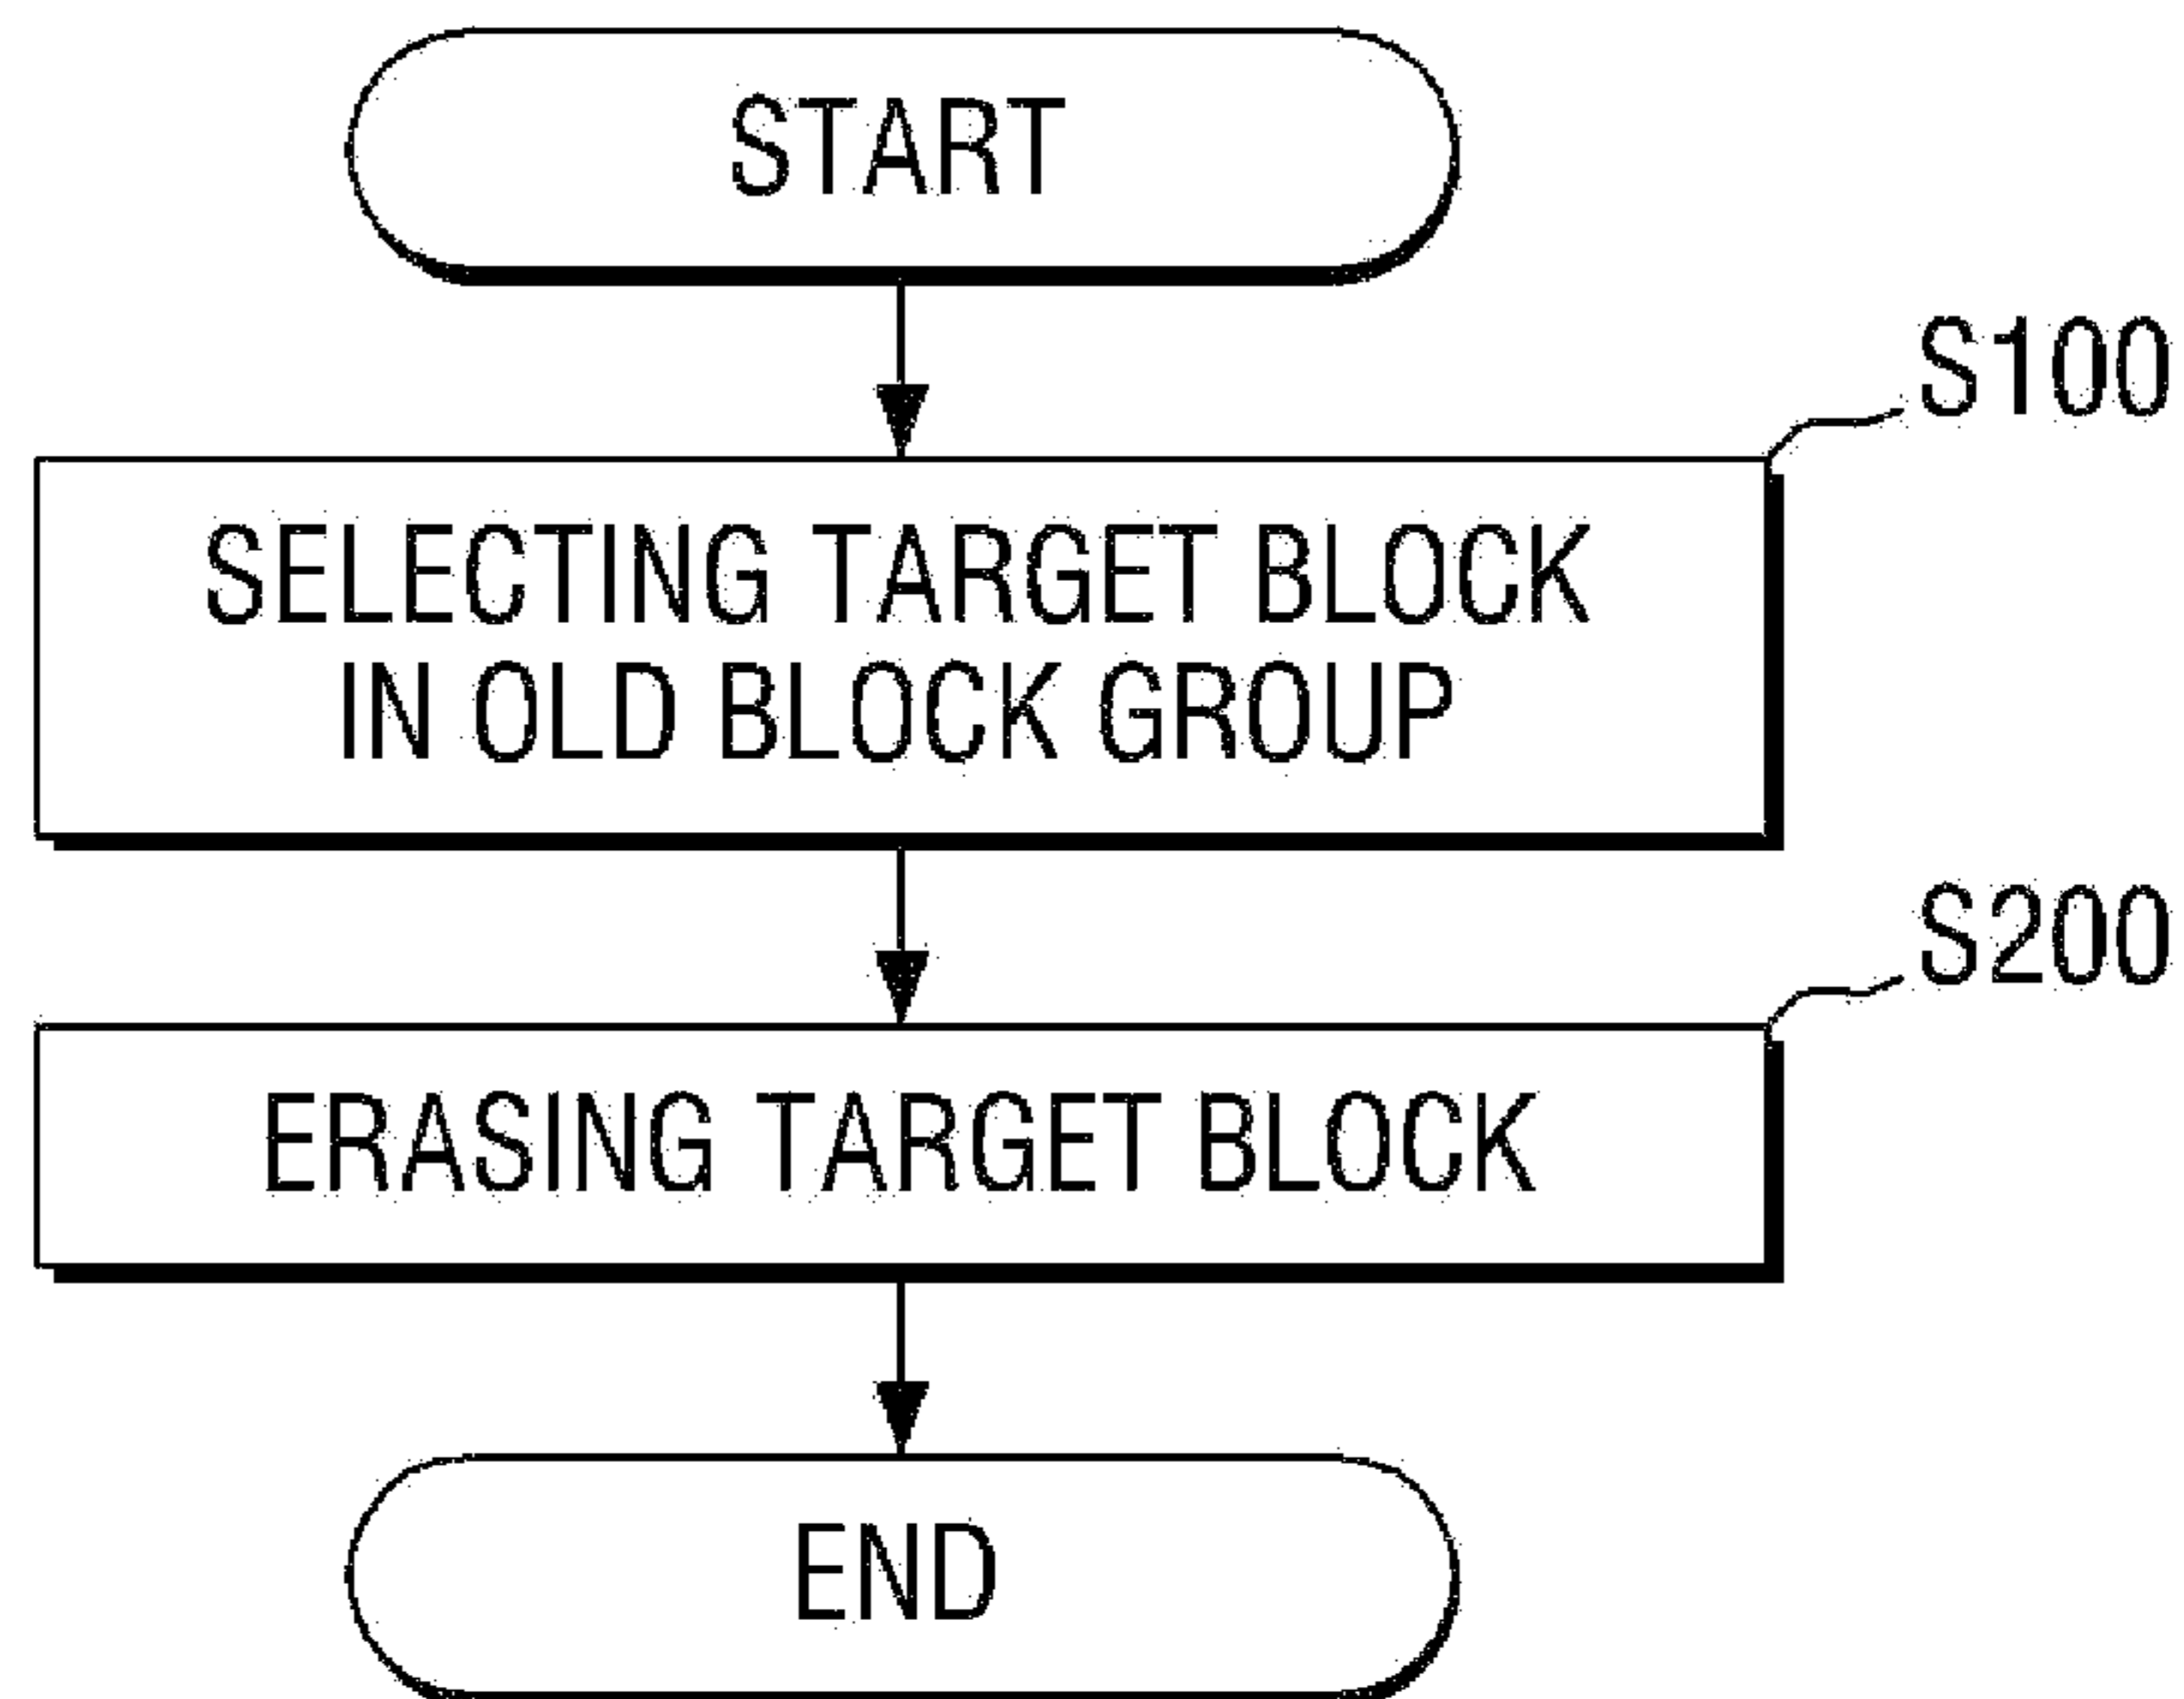 START
S100
SELECTING TARGET BLOCK
IN OLD BLOCK GROUP
S200
ERASING TARGET BLOCK
END